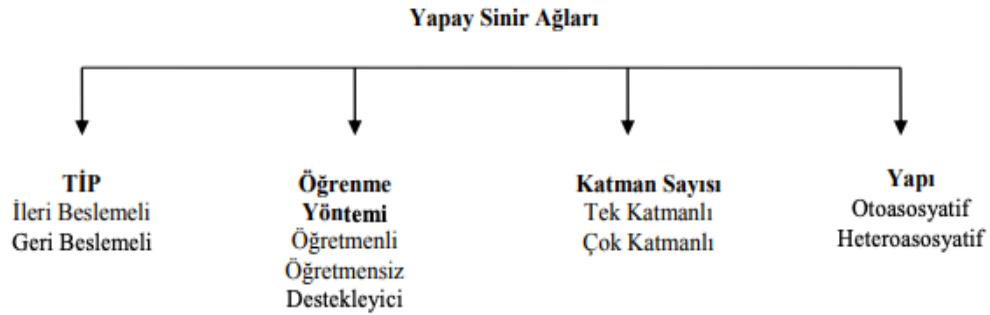 Yapay Sinir Ağları
TİP
İleri Beslemeli
Geri Beslemeli
Öğrenme
Yöntemi
Öğretmenli
Öğretmensiz
Destekleyici
Katman Sayısı
Tek Katmanlı
Çok Katmanlı
Yapı
Otoasosyatif
Heteroasosyatif